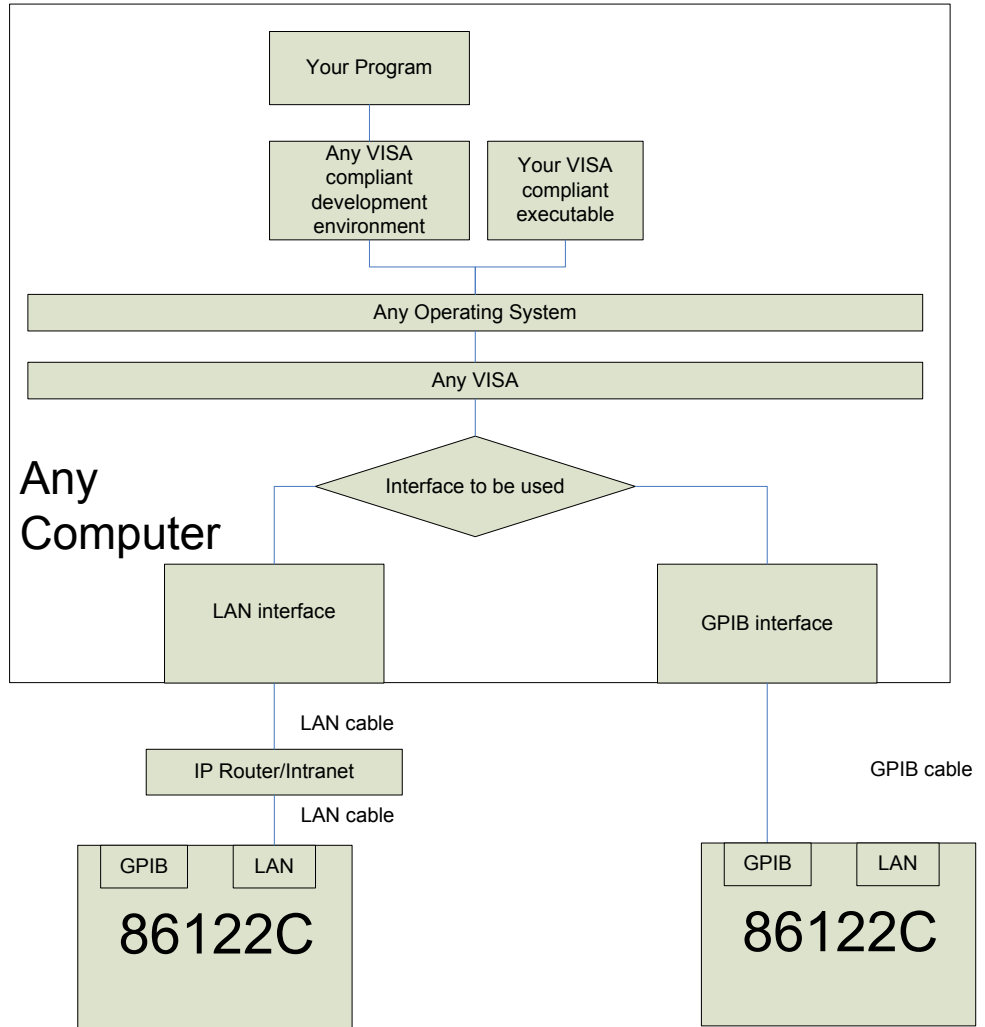 Your Program
Any VISA
compliant
development
environment
Your VISA
compliant
executable
Any Operating System
Any VISA
Interface to be used
Any
Computer
LAN interface
GPIB interface
LAN cable
IP Router/Intranet
GPIB cable
LAN cable
GPIB
LAN
86122C
GPIB
LAN
86122C